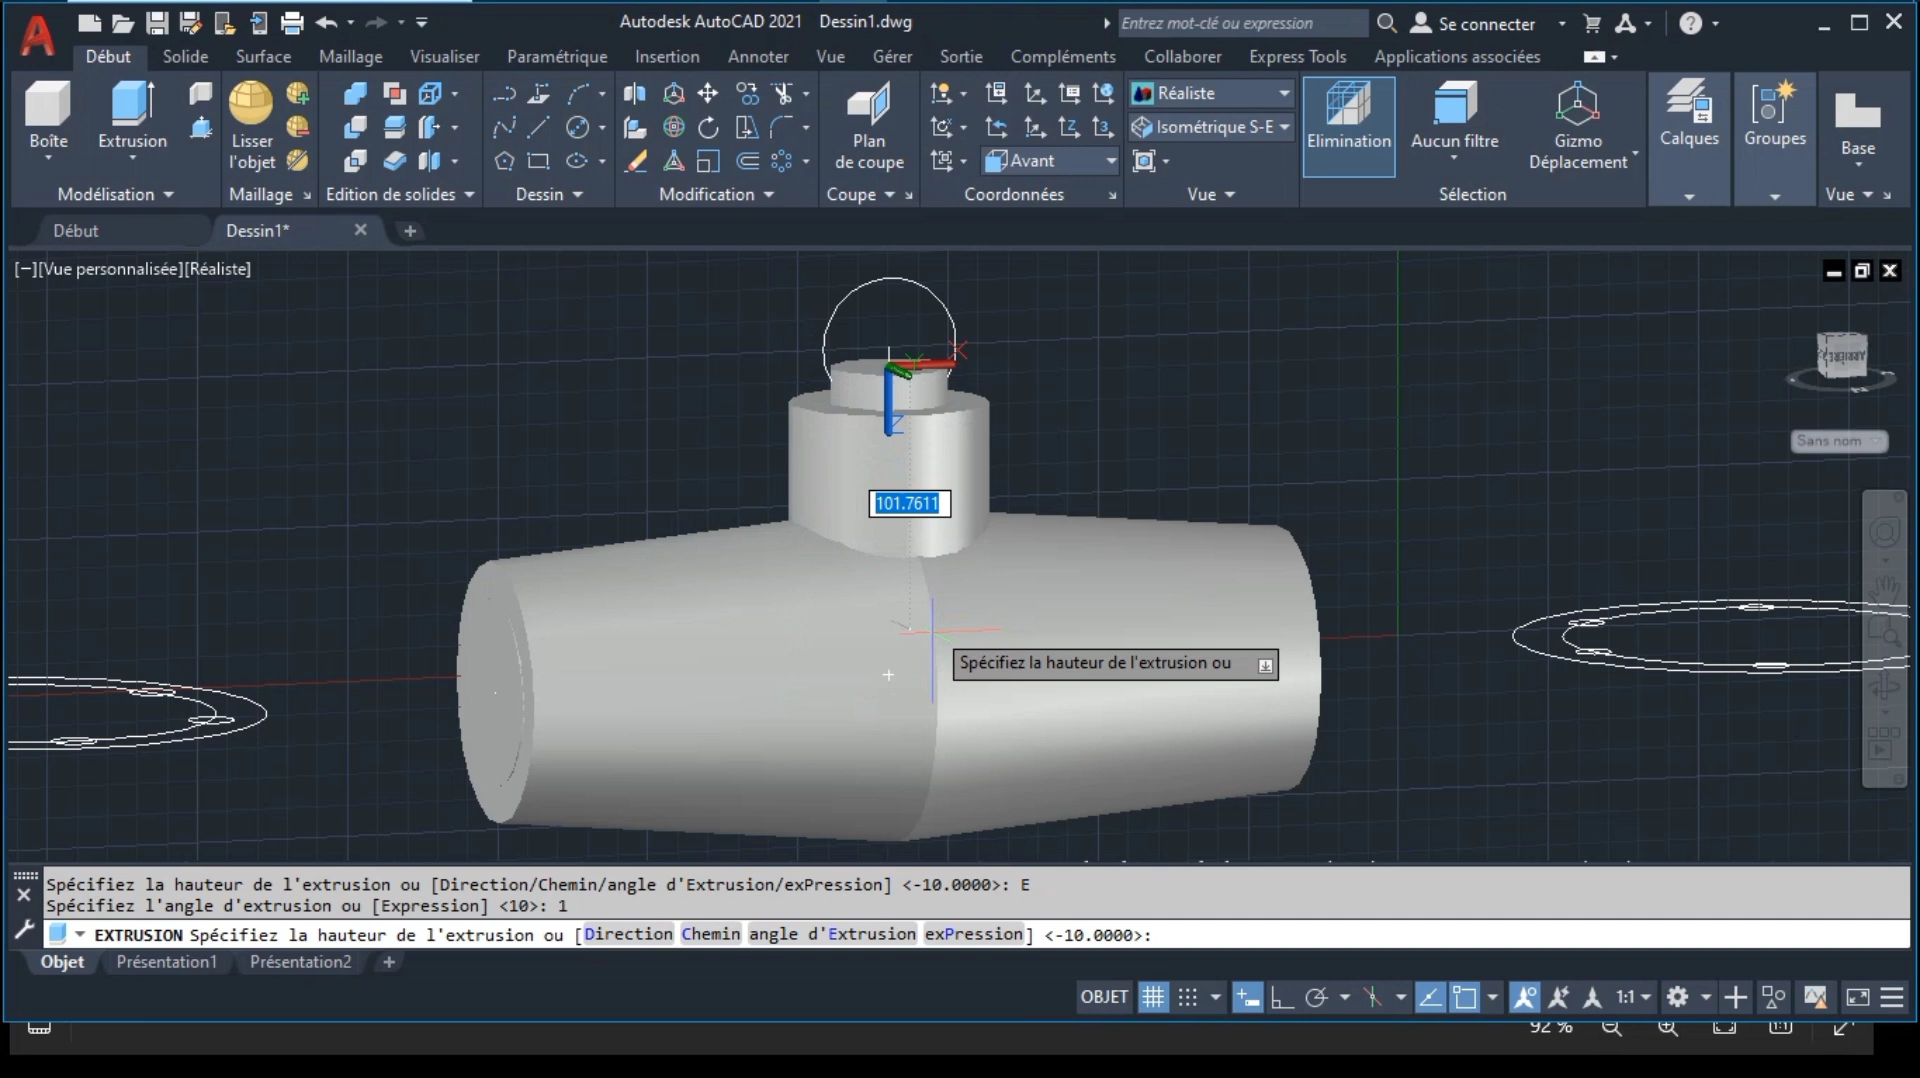 Autodesk AutoCAD 2021 Dessin1.dwg
Entrez mot-clé ou expression
Se connecter
Début Solide Surface Maillage Visualiser Paramétrique Insertion Annoter Vue Gérer Sortie Compléments Collaborer Express Tools Applications associées
Boîte
Extrusion
Lisser
l'objet
Plan
de coupe
Avant
Réaliste
Isométrique S-E
Elimination
Aucun filtre
Gizmo
Déplacement
Calques
Groupes
Base
Modélisation Maillage Edition de solides Dessin Modification Coupe Coordonnées Vue Sélection Vue
Début Dessin1*
[−][Vue personnalisée][Réaliste]
ARRIÈRE
Sans nom
X
Z
101.7611
Spécifiez la hauteur de l'extrusion ou
Spécifiez la hauteur de l'extrusion ou [Direction/Chemin/angle d'Extrusion/exPression] <-10.0000>: E
Spécifiez l'angle d'extrusion ou [Expression] <10>: 1
EXTRUSION Spécifiez la hauteur de l'extrusion ou [Direction Chemin angle d'Extrusion exPression] <-10.0000>:
Objet Présentation1 Présentation2
OBJET 1:1
92 % 1:1